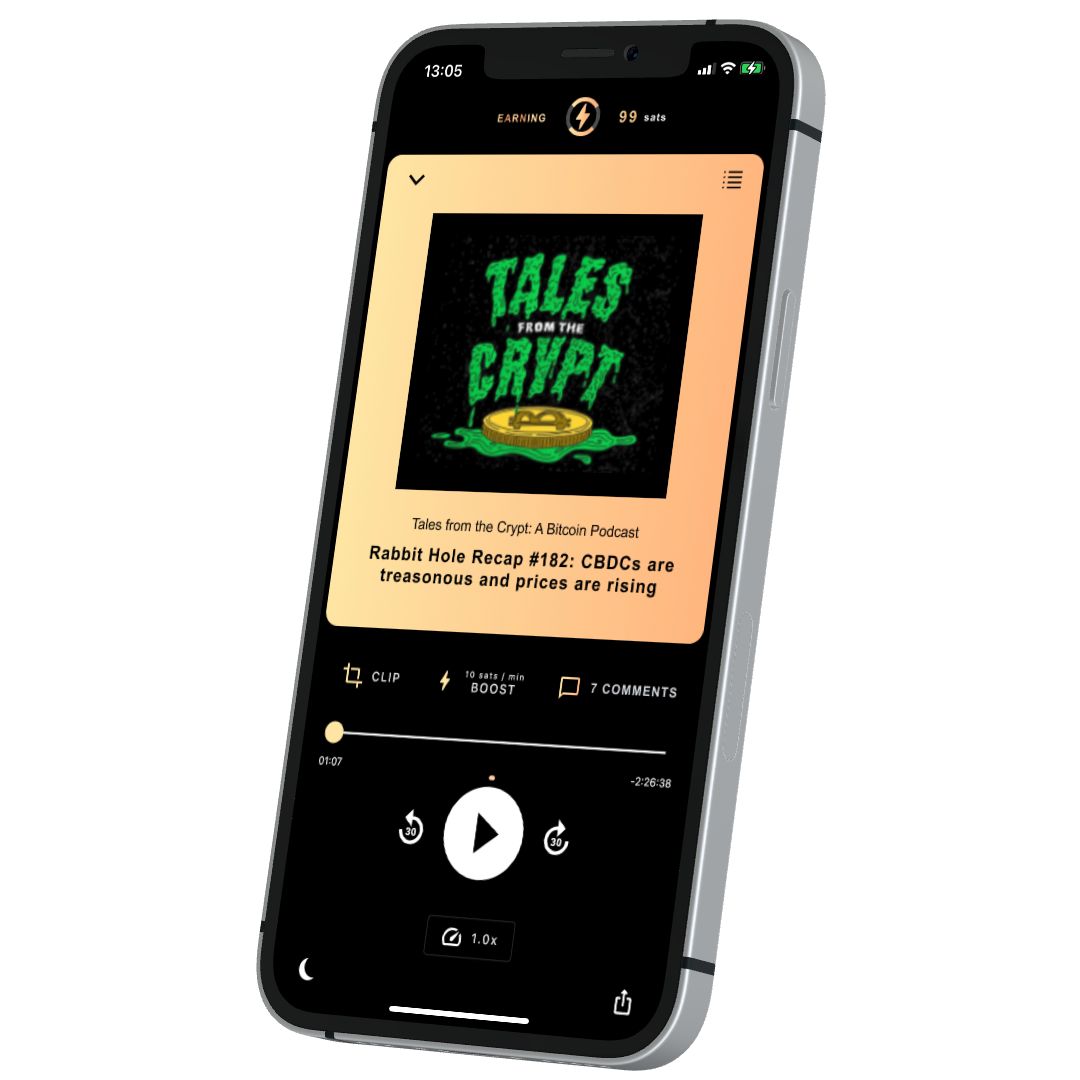 13:05
EARNING 99 sats
TALES
FROM THE
CRYPT
Tales from the Crypt: A Bitcoin Podcast
Rabbit Hole Recap #182: CBDCs are
treasonous and prices are rising
CLIP
10 sats / min
BOOST
7 COMMENTS
01:07
-2:26:38
30
30
1.0x